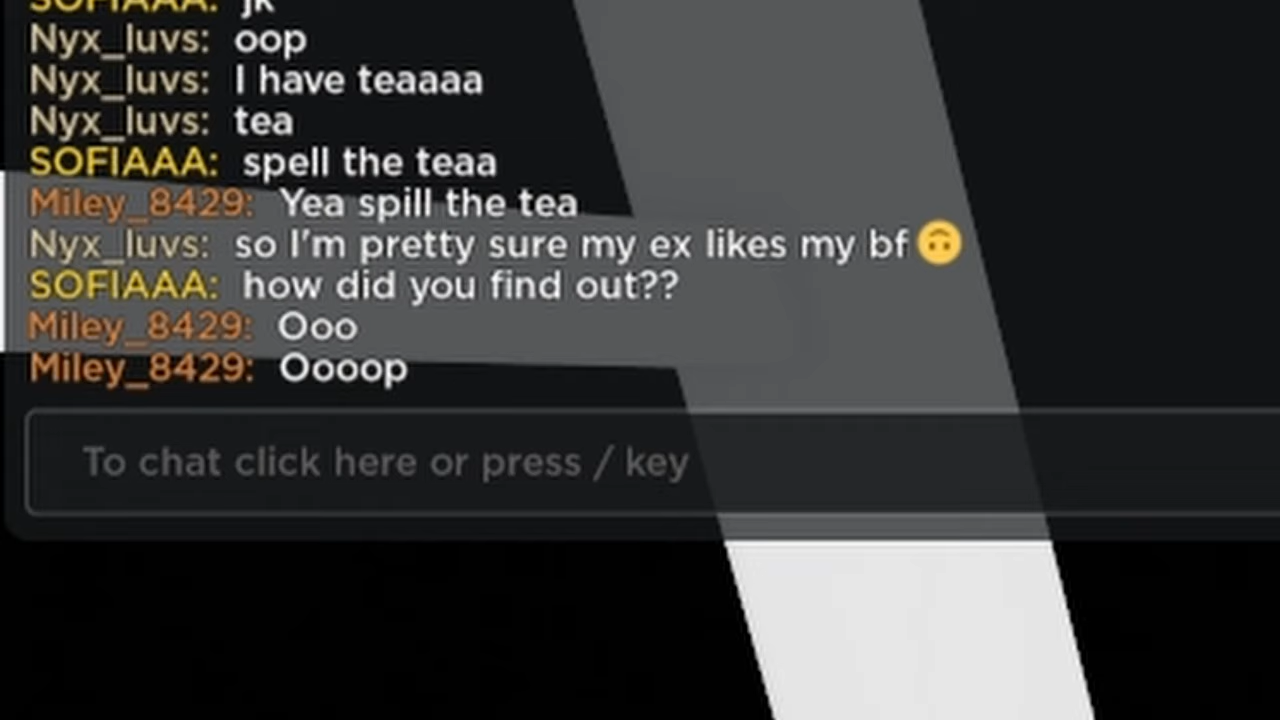 SOFIAAA: jk
Nyx_luvs: oop
Nyx_luvs: I have teaaaa
Nyx_luvs: tea
SOFIAAA: spell the teaa
Miley_8429: Yea spill the tea
Nyx_luvs: so I'm pretty sure my ex likes my bf🙃
SOFIAAA: how did you find out??
Miley_8429: Ooo
Miley_8429: Oooop
To chat click here or press / key